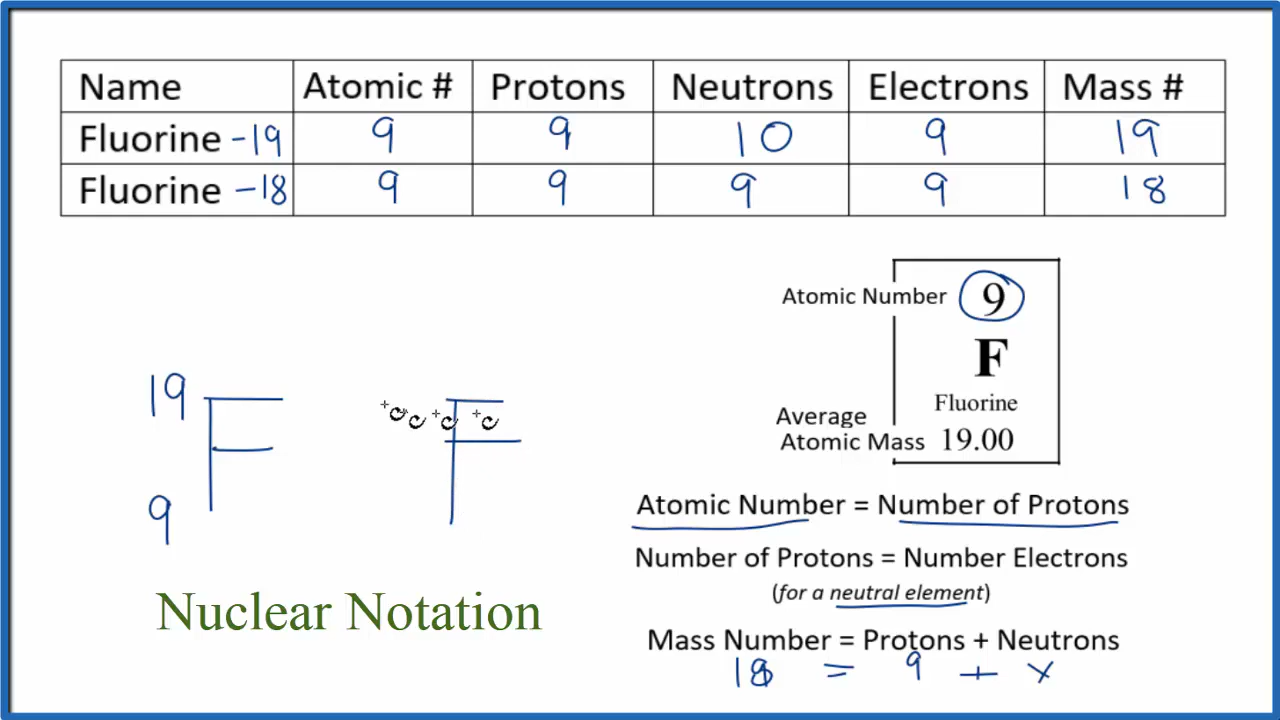 Name Atomic # Protons Neutrons Electrons Mass #
Fluorine -19 9 9 10 9 19
Fluorine -18 9 9 9 9 18
Atomic Number 9
F
Fluorine
Average
Atomic Mass 19.00
19
F F
9
Nuclear Notation
Atomic Number = Number of Protons
Number of Protons = Number Electrons
(for a neutral element)
Mass Number = Protons + Neutrons
18 = 9 + x